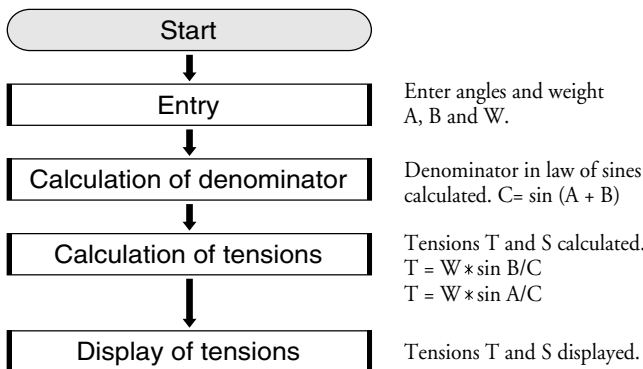 Start
Entry
Enter angles and weight
A, B and W.
Calculation of denominator
Denominator in law of sines
calculated. C= sin (A + B)
Calculation of tensions
Tensions T and S calculated.
T = W * sin B/C
T = W * sin A/C
Display of tensions
Tensions T and S displayed.